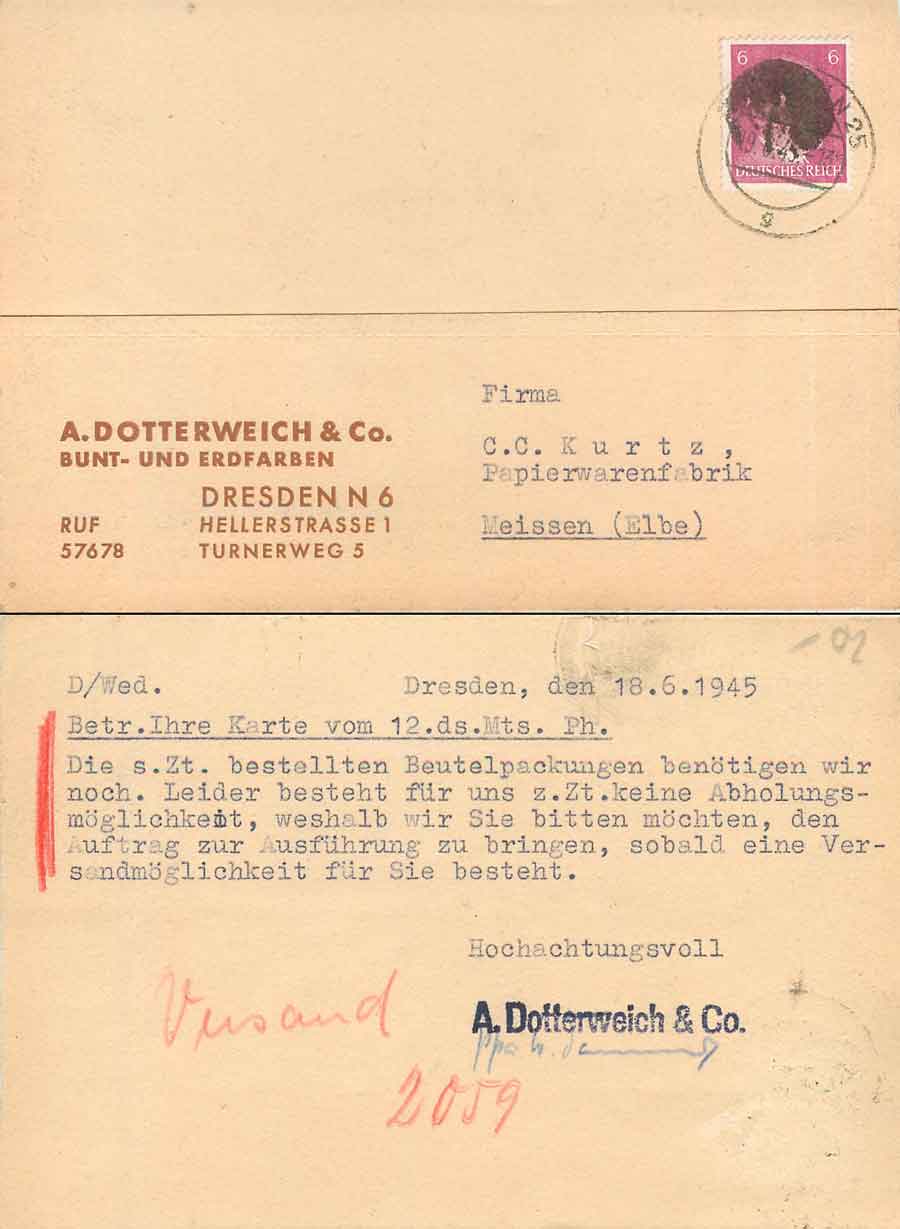 6 6
DEUTSCHES REICH
N 25
g
A. DOTTERWEICH & Co.
BUNT- UND ERDFARBEN
DRESDEN N 6
RUF HELLERSTRASSE 1
57678 TURNERWEG 5
Firma
C.C. K u r t z ,
Papierwarenfabrik
Meissen (Elbe)
D/Wed. Dresden, den 18.6.1945
Betr.Ihre Karte vom 12.ds.Mts. Ph.
Die s.Zt. bestellten Beutelpackungen benötigen wir
noch. Leider besteht für uns z.Zt.keine Abholungs-
möglichkeit, weshalb wir Sie bitten möchten, den
Auftrag zur Ausführung zu bringen, sobald eine Ver-
sandmöglichkeit für Sie besteht.
Hochachtungsvoll
A. Dotterweich & Co.
Versand
2059